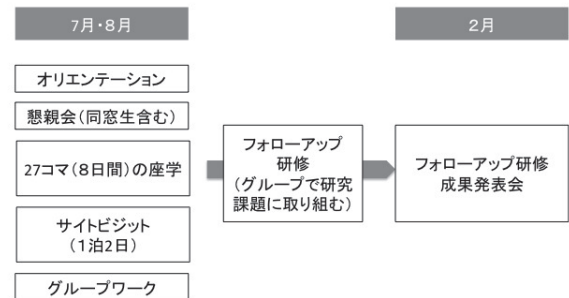 7月・8月
2月
オリエンテーション
懇親会(同窓生含む)
27コマ(8日間)の座学
サイトビジット
(1泊2日)
グループワーク
フォローアップ
研修
(グループで研究
課題に取り組む)
フォローアップ研修
成果発表会